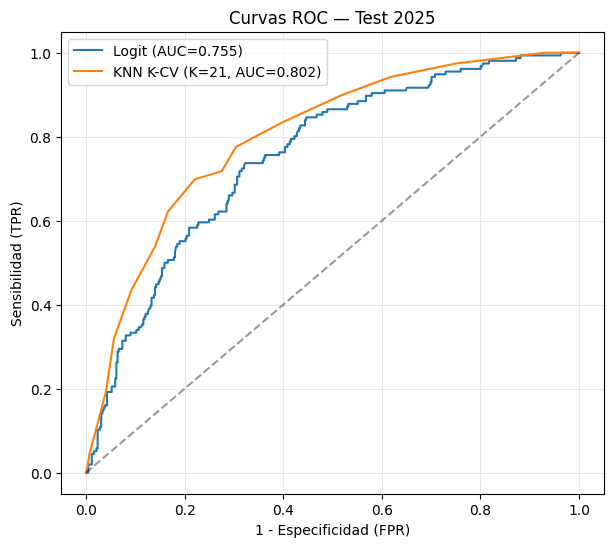 Curvas ROC — Test 2025
Logit (AUC=0.755)
KNN K-CV (K=21, AUC=0.802)
Sensibilidad (TPR)
1.0
0.8
0.6
0.4
0.2
0.0
0.0 0.2 0.4 0.6 0.8 1.0
1 - Especificidad (FPR)